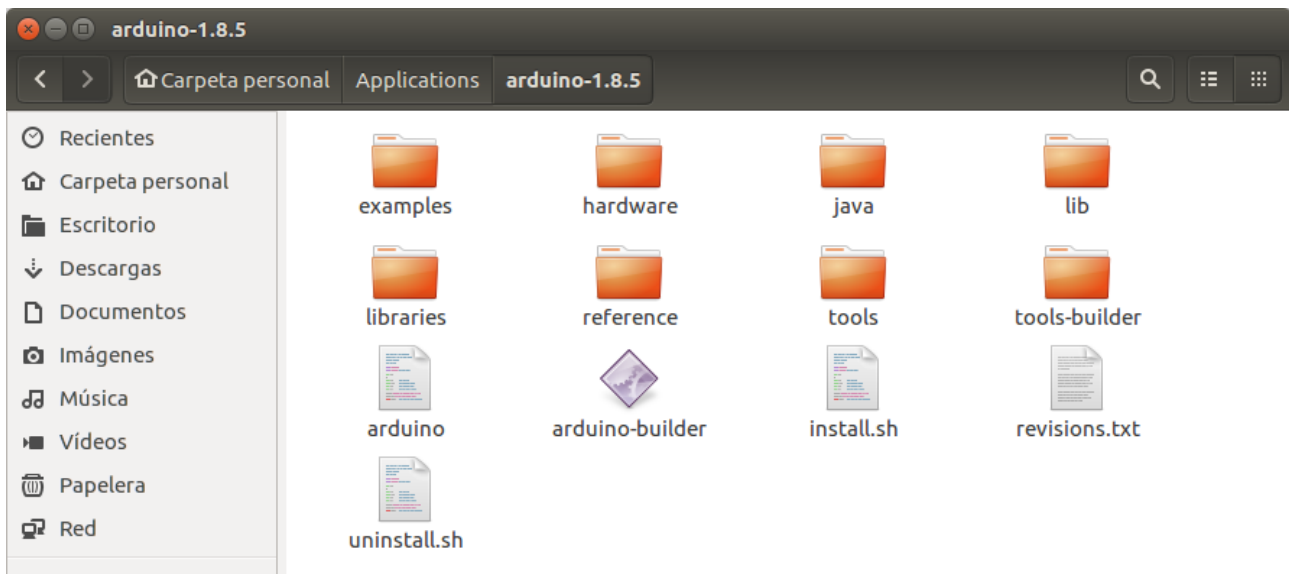 arduino-1.8.5
Carpeta personal Applications arduino-1.8.5
Recientes
Carpeta personal
Escritorio
Descargas
Documentos
Imágenes
Música
Vídeos
Papelera
Red
examples hardware java lib
libraries reference tools tools-builder
arduino arduino-builder install.sh revisions.txt
uninstall.sh